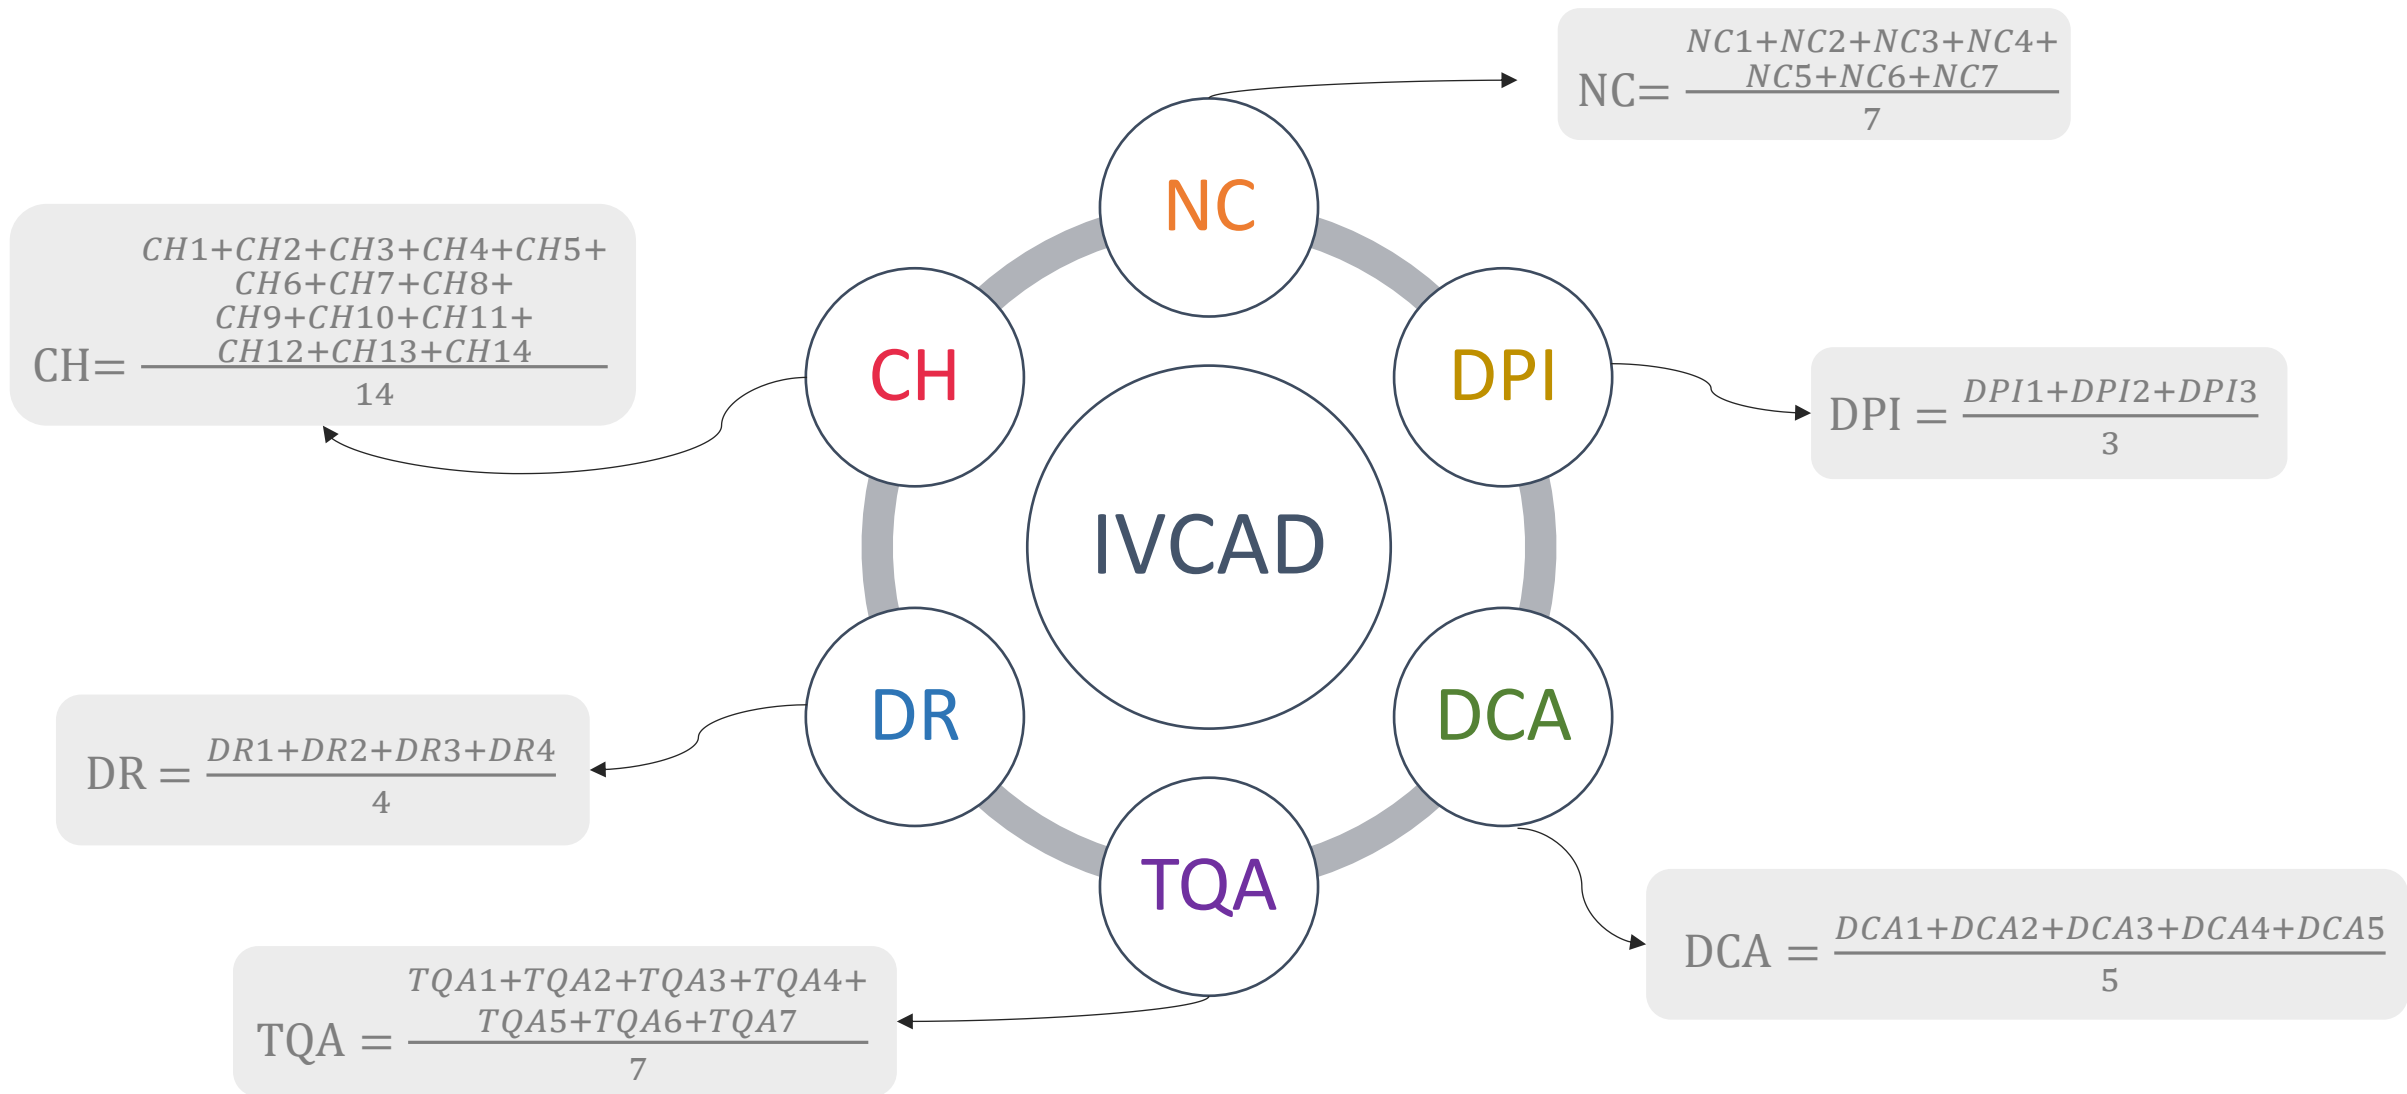 NC
NC=
NC1+NC2+NC3+NC4+
NC5+NC6+NC7
7
CH
CH=
CH1+CH2+CH3+CH4+CH5+
CH6+CH7+CH8+
CH9+CH10+CH11+
CH12+CH13+CH14
14
DPI
DPI =
DPI1+DPI2+DPI3
3
IVCAD
DR
DR =
DR1+DR2+DR3+DR4
4
DCA
DCA =
DCA1+DCA2+DCA3+DCA4+DCA5
5
TQA
TQA =
TQA1+TQA2+TQA3+TQA4+
TQA5+TQA6+TQA7
7